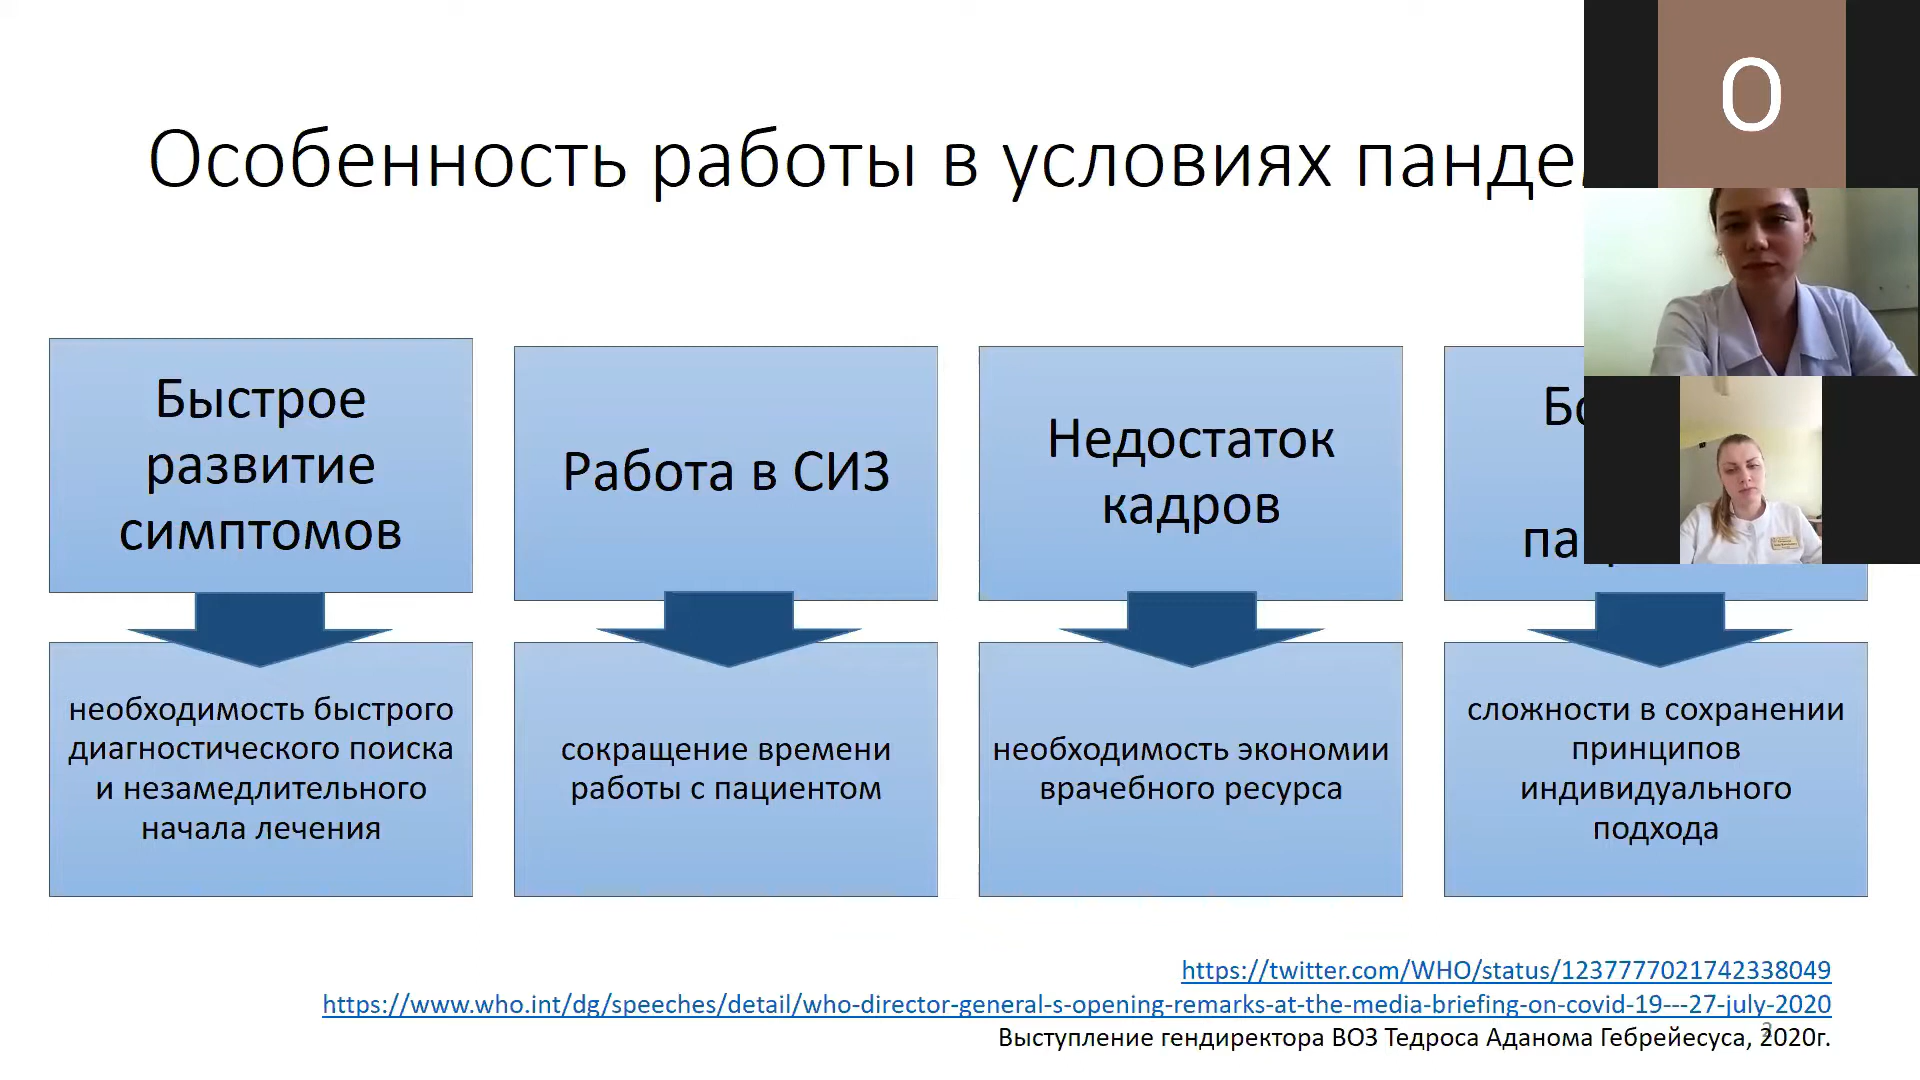 Особенность работы в условиях
О
Быстрое
развитие
симптомов
Работа в СИЗ
Недостаток
кадров
необходимость быстрого
диагностического поиска
и незамедлительного
начала лечения
сокращение времени
работы с пациентом
необходимость экономии
врачебного ресурса
сложности в сохранении
принципов
индивидуального
подхода
https://twitter.com/WHO/status/1237777021742338049
https://www.who.int/dg/speeches/detail/who-director-general-s-opening-remarks-at-the-media-briefing-on-covid-19---27-july-2020
Выступление гендиректора ВОЗ Тедроса Аданома Гебрейесуса, 2020г.
2